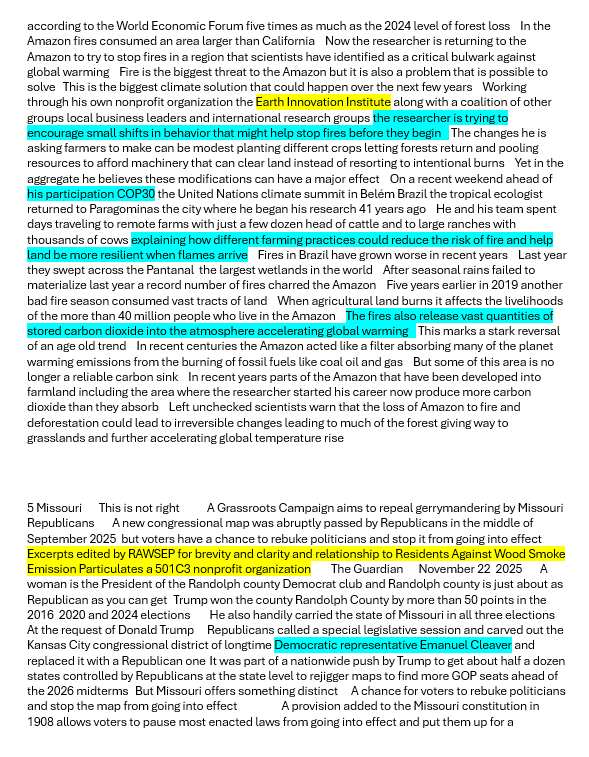 according to the World Economic Forum five times as much as the 2024 level of forest loss In the
Amazon fires consumed an area larger than California Now the researcher is returning to the
Amazon to try to stop fires in a region that scientists have identified as a critical bulwark against
global warming Fire is the biggest threat to the Amazon but it is also a problem that is possible to
solve This is the biggest climate solution that could happen over the next few years Working
through his own nonprofit organization the Earth Innovation Institute along with a coalition of other
groups local business leaders and international research groups the researcher is trying to
encourage small shifts in behavior that might help stop fires before they begin The changes he is
asking farmers to make can be modest planting different crops letting forests return and pooling
resources to afford machinery that can clear land instead of resorting to intentional burns Yet in the
aggregate he believes these modifications can have a major effect On a recent weekend ahead of
his participation COP30 the United Nations climate summit in Belém Brazil the tropical ecologist
returned to Paragominas the city where he began his research 41 years ago He and his team spent
days traveling to remote farms with just a few dozen head of cattle and to large ranches with
thousands of cows explaining how different farming practices could reduce the risk of fire and help
land be more resilient when flames arrive Fires in Brazil have grown worse in recent years Last year
they swept across the Pantanal the largest wetlands in the world After seasonal rains failed to
materialize last year a record number of fires charred the Amazon Five years earlier in 2019 another
bad fire season consumed vast tracts of land When agricultural land burns it affects the livelihoods
of the more than 40 million people who live in the Amazon The fires also release vast quantities of
stored carbon dioxide into the atmosphere accelerating global warming This marks a stark reversal
of an age old trend In recent centuries the Amazon acted like a filter absorbing many of the planet
warming emissions from the burning of fossil fuels like coal oil and gas But some of this area is no
longer a reliable carbon sink In recent years parts of the Amazon that have been developed into
farmland including the area where the researcher started his career now produce more carbon
dioxide than they absorb Left unchecked scientists warn that the loss of Amazon to fire and
deforestation could lead to irreversible changes leading to much of the forest giving way to
grasslands and further accelerating global temperature rise
5 Missouri This is not right A Grassroots Campaign aims to repeal gerrymandering by Missouri
Republicans A new congressional map was abruptly passed by Republicans in the middle of
September 2025 but voters have a chance to rebuke politicians and stop it from going into effect
Excerpts edited by RAWSEP for brevity and clarity and relationship to Residents Against Wood Smoke
Emission Particulates a 501C3 nonprofit organization The Guardian November 22 2025 A
woman is the President of the Randolph county Democrat club and Randolph county is just about as
Republican as you can get Trump won the county Randolph County by more than 50 points in the
2016 2020 and 2024 elections He also handily carried the state of Missouri in all three elections
At the request of Donald Trump Republicans called a special legislative session and carved out the
Kansas City congressional district of longtime Democratic representative Emanuel Cleaver and
replaced it with a Republican one It was part of a nationwide push by Trump to get about half a dozen
states controlled by Republicans at the state level to rejigger maps to find more GOP seats ahead of
the 2026 midterms But Missouri offers something distinct A chance for voters to rebuke politicians
and stop the map from going into effect A provision added to the Missouri constitution in
1908 allows voters to pause most enacted laws from going into effect and put them up for a